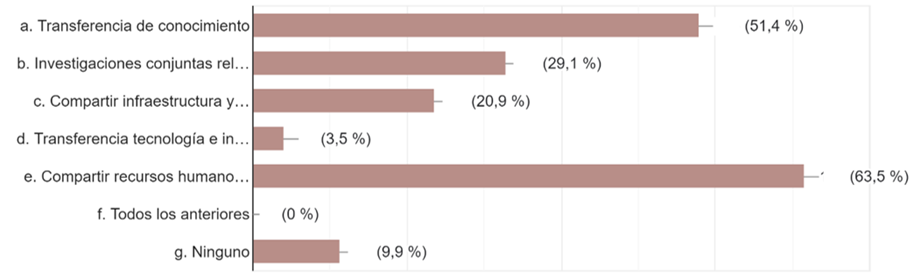 a. Transferencia de conocimiento (51,4 %)
b. Investigaciones conjuntas rel... (29,1 %)
c. Compartir infraestructura y... (20,9 %)
d. Transferencia tecnología e in... (3,5 %)
e. Compartir recursos humano... (63,5 %)
f. Todos los anteriores (0 %)
g. Ninguno (9,9 %)